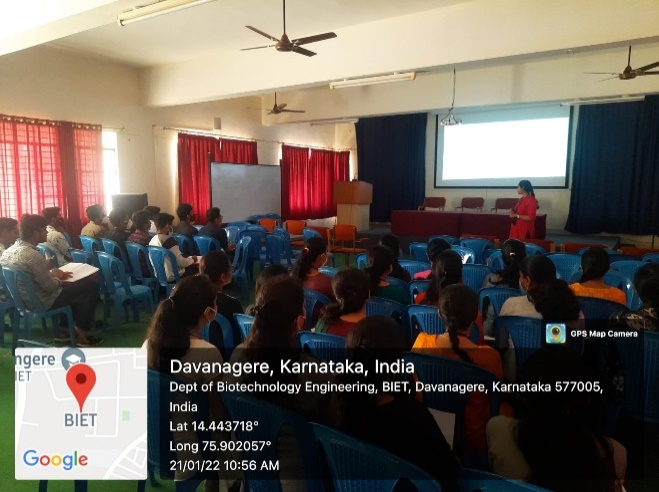 GPS Map Camera
ngere
IET
BIET
Google
Davanagere, Karnataka, India
Dept of Biotechnology Engineering, BIET, Davanagere, Karnataka 577005,
India
Lat 14.443718°
Long 75.902057°
21/01/22 10:56 AM